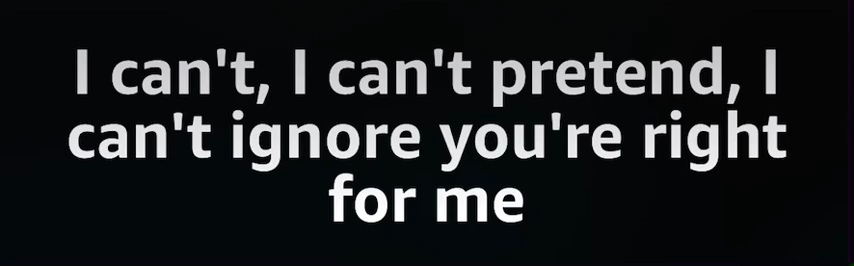 I can't, I can't pretend, I
can't ignore you're right
for me